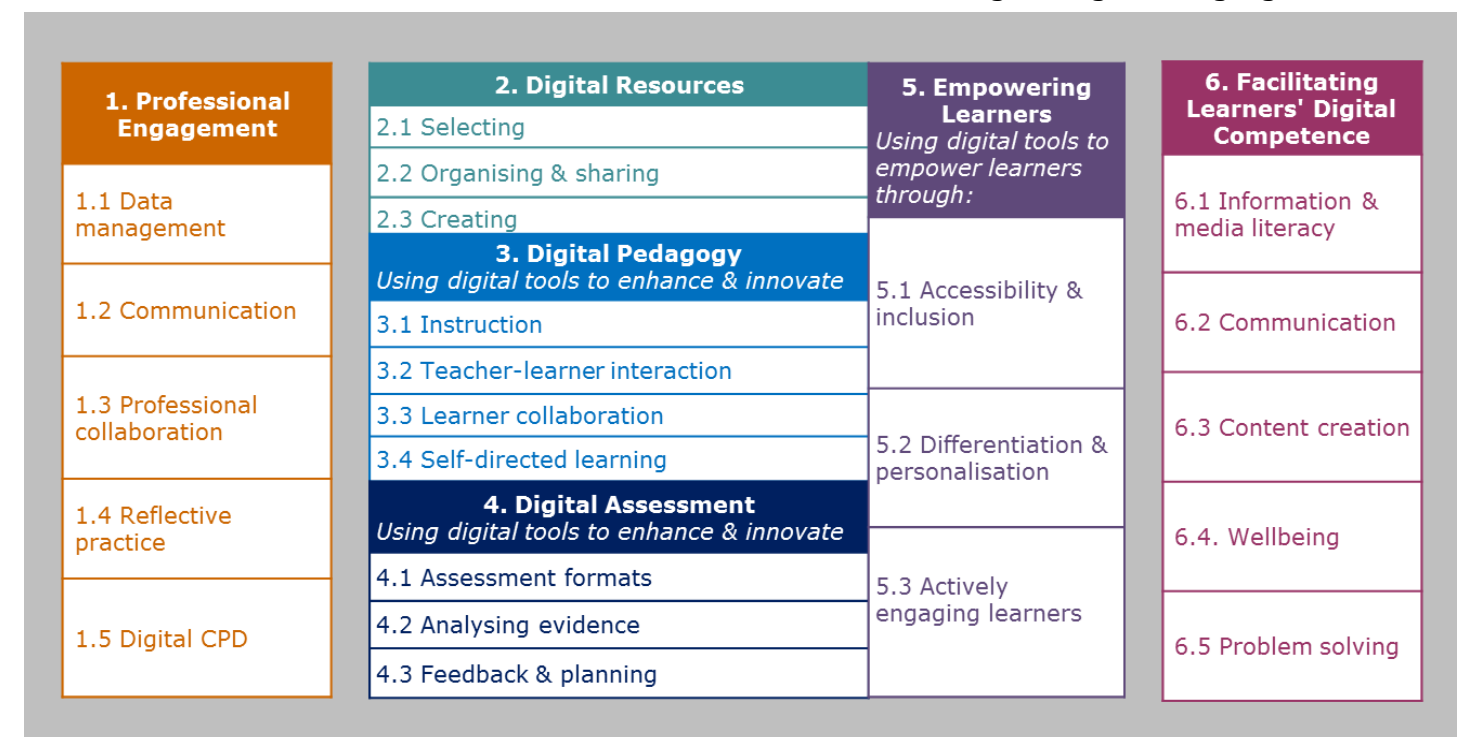 1. Professional
Engagement
1.1 Data
management
1.2 Communication
1.3 Professional
collaboration
1.4 Reflective
practice
1.5 Digital CPD
2. Digital Resources
2.1 Selecting
2.2 Organising & sharing
2.3 Creating
3. Digital Pedagogy
Using digital tools to enhance & innovate
3.1 Instruction
3.2 Teacher-learner interaction
3.3 Learner collaboration
3.4 Self-directed learning
4. Digital Assessment
Using digital tools to enhance & innovate
4.1 Assessment formats
4.2 Analysing evidence
4.3 Feedback & planning
5. Empowering
Learners
Using digital tools to
empower learners
through:
5.1 Accessibility &
inclusion
5.2 Differentiation &
personalisation
5.3 Actively
engaging learners
6. Facilitating
Learners' Digital
Competence
6.1 Information &
media literacy
6.2 Communication
6.3 Content creation
6.4. Wellbeing
6.5 Problem solving